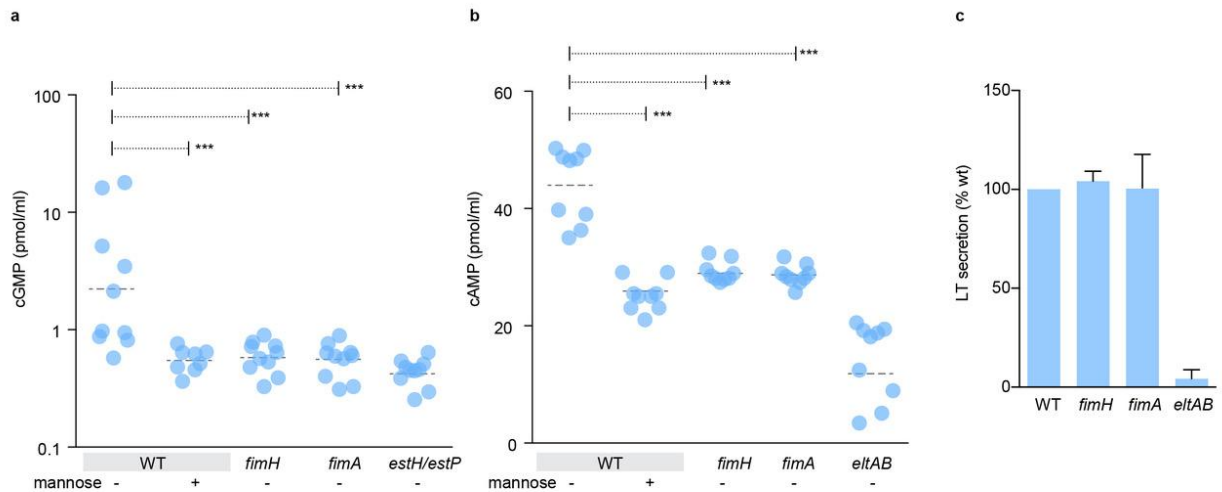 a
b
c
cGMP (pmol/ml)
100
10
1
0.1
***
***
***
WT
fimH
fimA
estH/estP
mannose - + - - -
cAMP (pmol/ml)
60
40
20
0
***
***
***
WT
fimH
fimA
eltAB
mannose - + - - -
LT secretion (% wt)
150
100
50
0
WT
fimH
fimA
eltAB